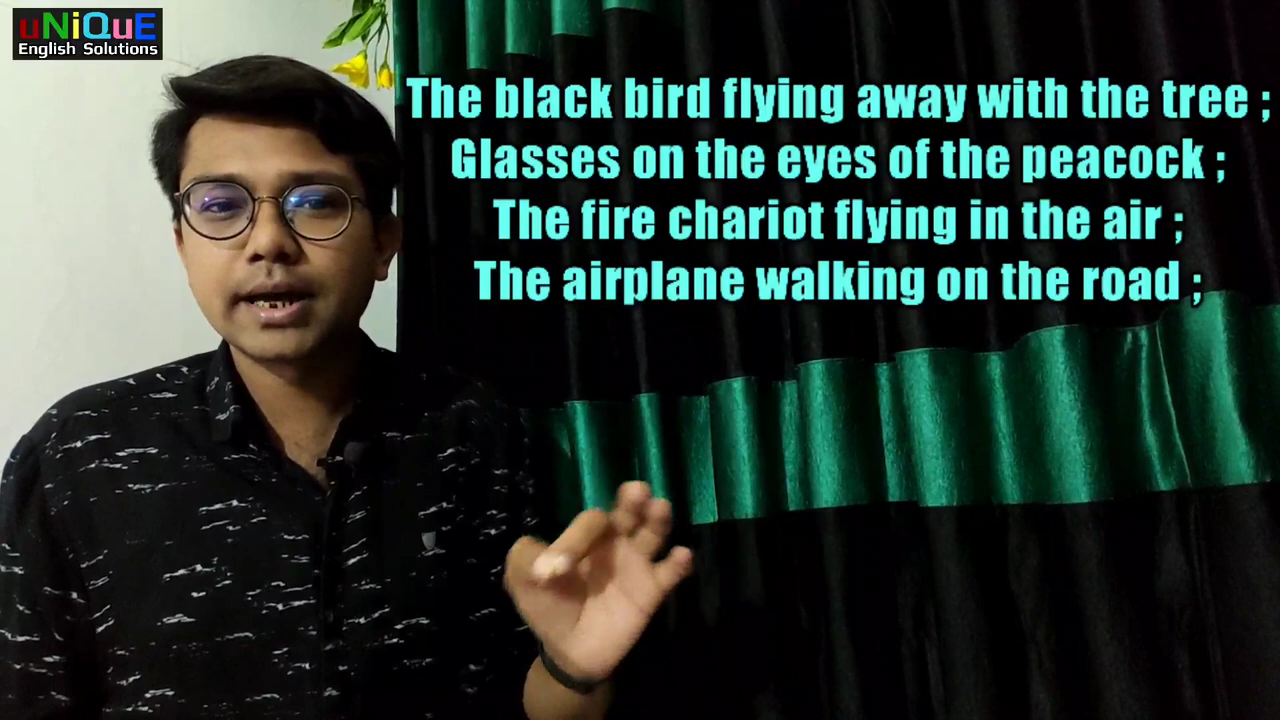 uNiQuE
English Solutions
The black bird flying away with the tree ;
Glasses on the eyes of the peacock ;
The fire chariot flying in the air ;
The airplane walking on the road ;